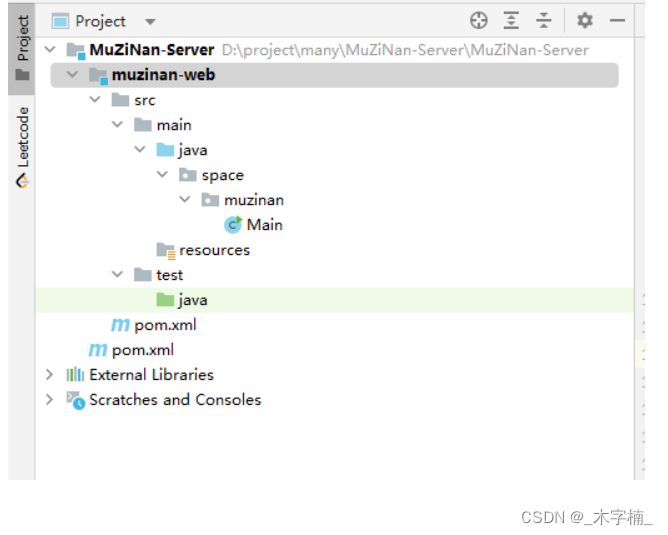 Project
Leetcode
Project
MuZiNan-Server D:\project\many\MuZiNan-Server\MuZiNan-Server
muzinan-web
src
main
java
space
muzinan
C Main
resources
test
java
m pom.xml
m pom.xml
External Libraries
Scratches and Consoles
CSDN @_木字楠_